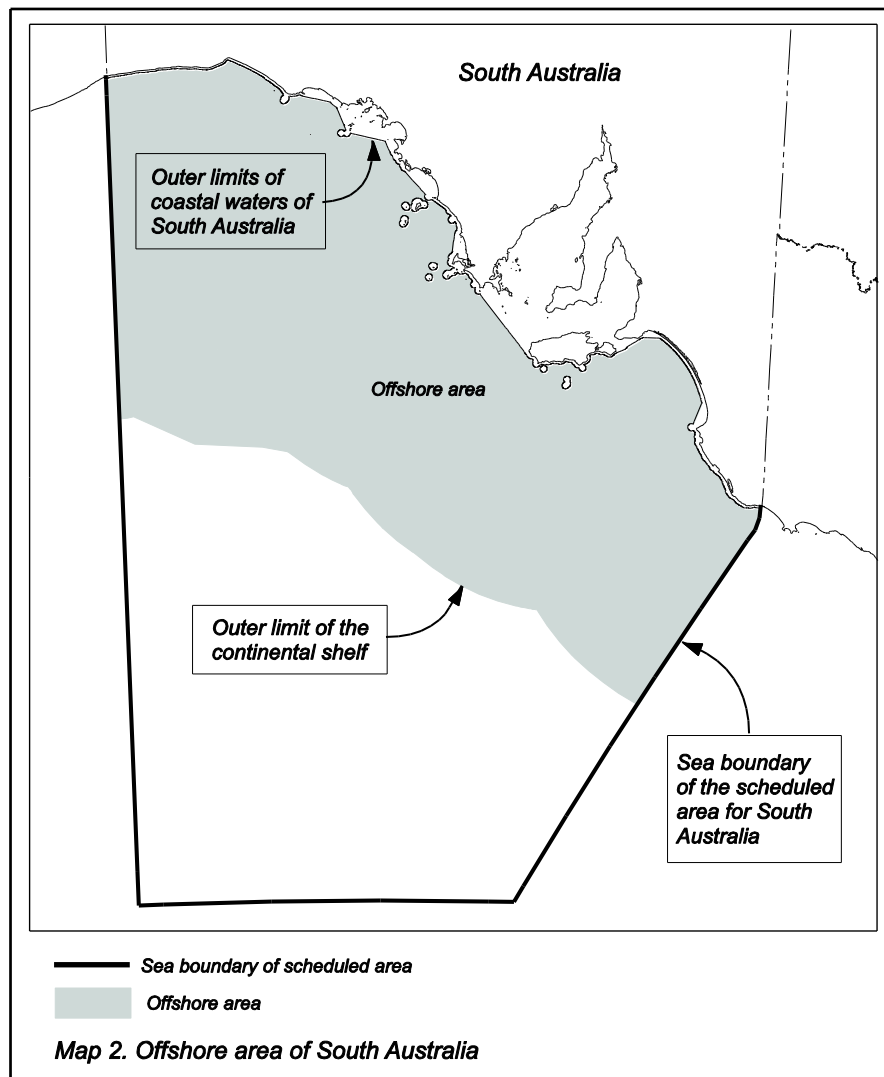 South Australia
Outer limits of
coastal waters of
South Australia
Offshore area
Outer limit of the
continental shelf
Sea boundary
of the scheduled
area for South
Australia
Sea boundary of scheduled area
Offshore area
Map 2. Offshore area of South Australia